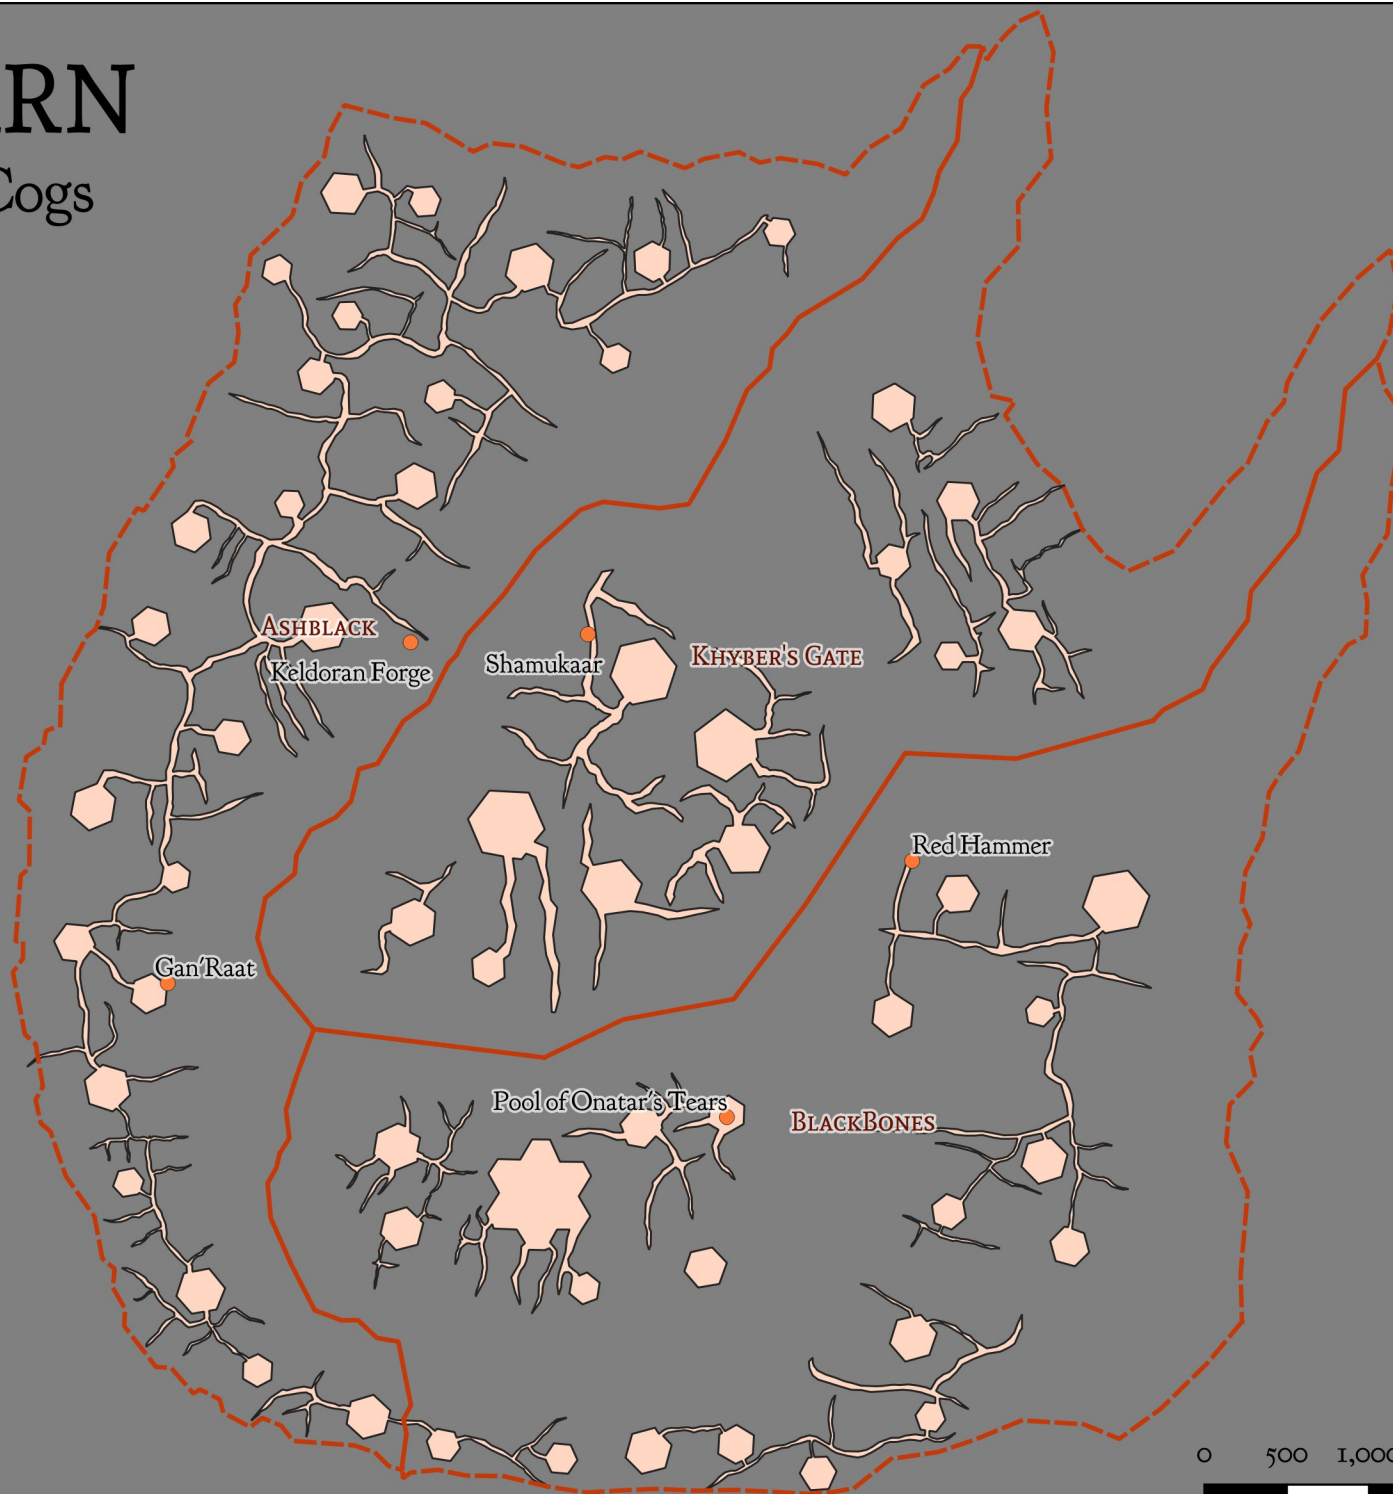 RN
Cogs
Ashblack
Keldoran Forge
Shamukaar
Khyber's Gate
Red Hammer
Gan'Raat
Pool of Onatar's Tears
BlackBones
0 500 1,000